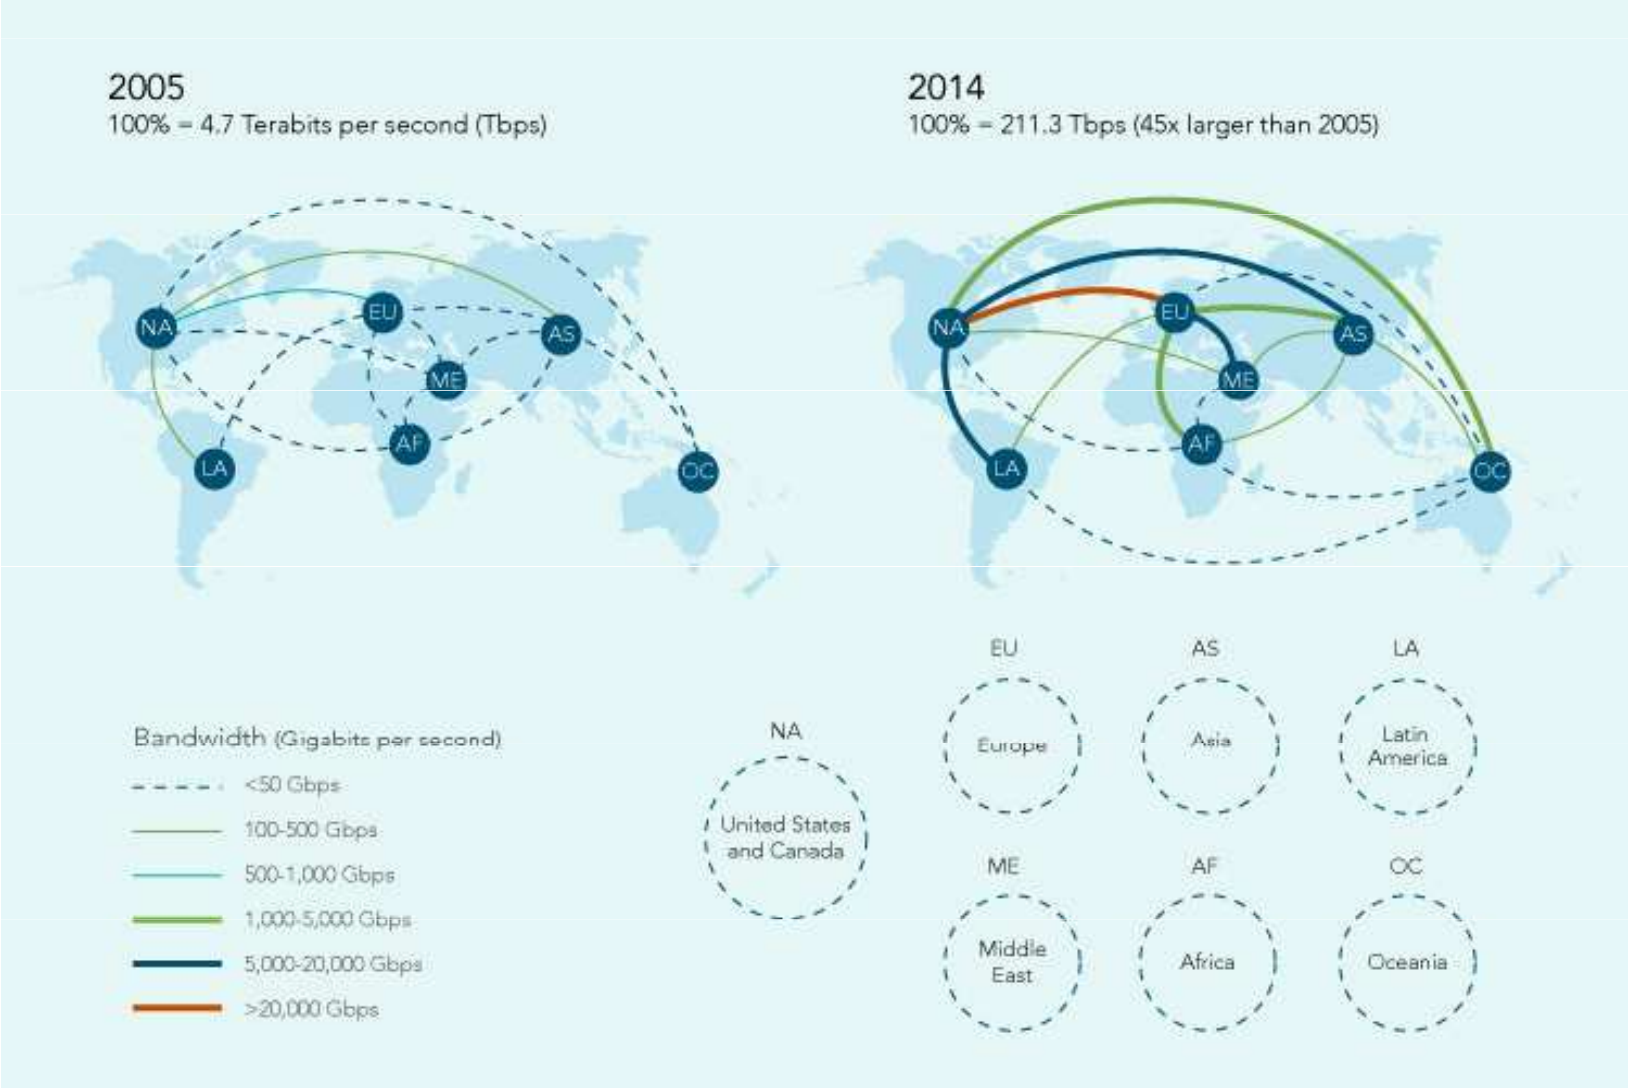 2005
100% = 4.7 Terabits per second (Tbps)
NA
EU
AS
ME
AF
LA
OC
2014
100% = 211.3 Tbps (45x larger than 2005)
NA
EU
AS
ME
AF
LA
OC
Bandwidth (Gigabits per second)
<50 Gbps
100-500 Gbps
500-1,000 Gbps
1,000-5,000 Gbps
5,000-20,000 Gbps
>20,000 Gbps
NA
United States
and Canada
EU
Europe
AS
Asia
LA
Latin
America
ME
Middle
East
AF
Africa
OC
Oceania